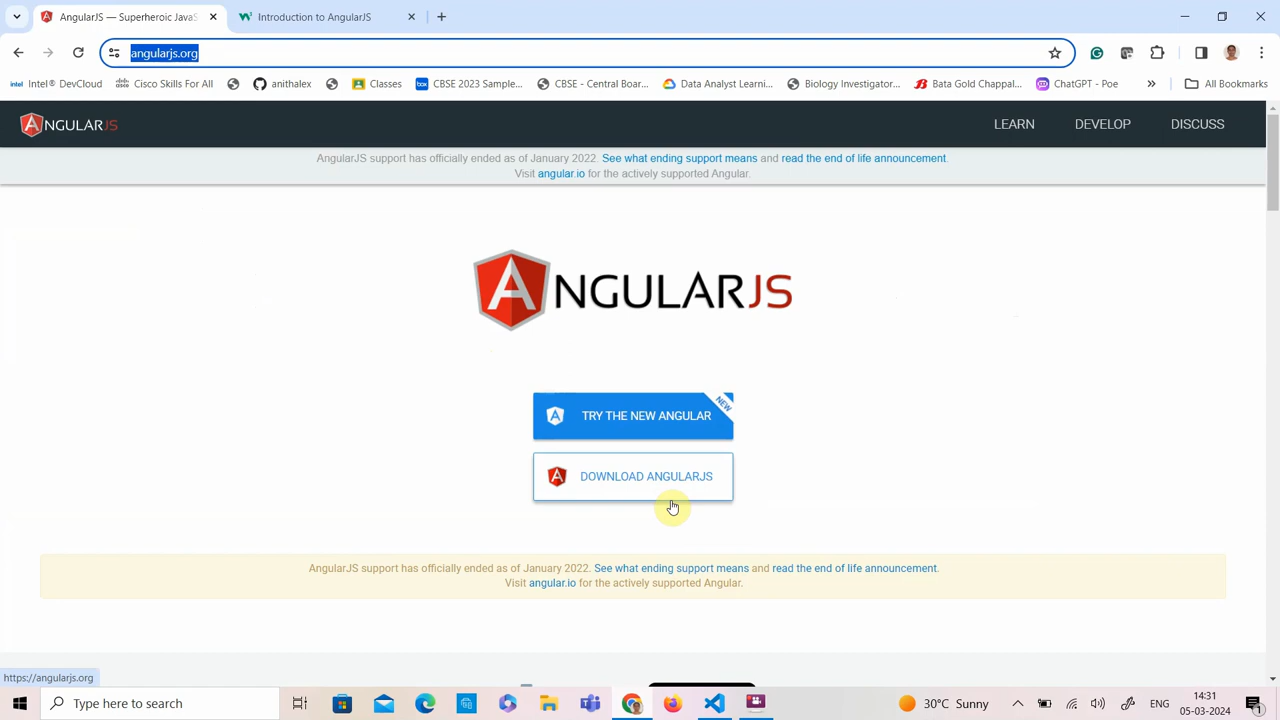 AngularJS — Superheroic JavaS
Introduction to AngularJS
angularjs.org
Intel® DevCloud
Cisco Skills For All
anithalex
Classes
CBSE 2023 Sample...
CBSE - Central Boar...
Data Analyst Learni...
Biology Investigator...
Bata Gold Chappal...
ChatGPT - Poe
»
All Bookmarks
ANGULARJS
LEARN
DEVELOP
DISCUSS
AngularJS support has officially ended as of January 2022. See what ending support means and read the end of life announcement.
Visit angular.io for the actively supported Angular.
ANGULARJS
TRY THE NEW ANGULAR
NEW
DOWNLOAD ANGULARJS
AngularJS support has officially ended as of January 2022. See what ending support means and read the end of life announcement.
Visit angular.io for the actively supported Angular.
https://angularjs.org
Type here to search
30°C Sunny
ENG
14:31
05-03-2024
1